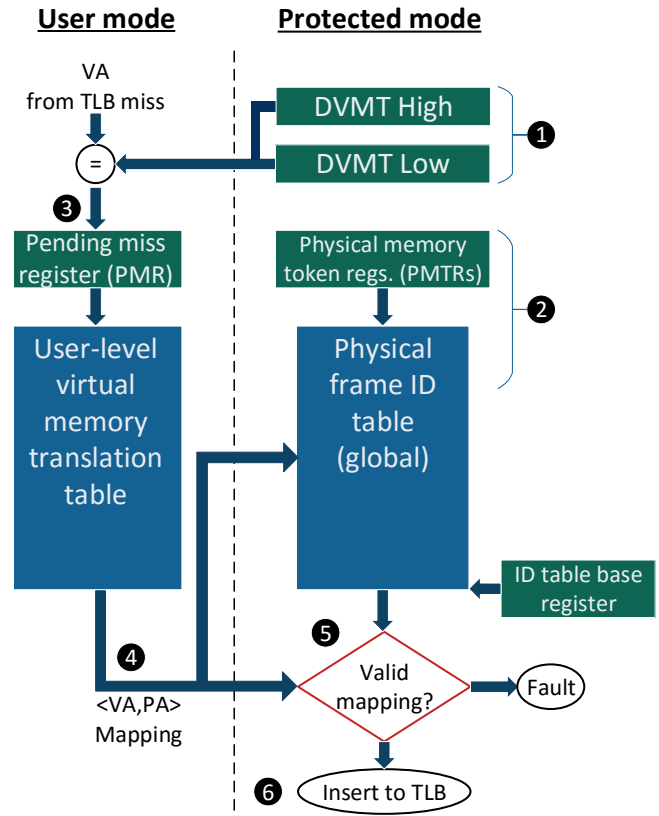 User mode
Protected mode
VA
from TLB miss
DVMT High
DVMT Low
1
=
3
Pending miss
register (PMR)
Physical memory
token regs. (PMTRs)
2
User-level
virtual
memory
translation
table
Physical
frame ID
table
(global)
ID table base
register
4
5
<VA,PA>
Mapping
Valid
mapping?
Fault
6
Insert to TLB